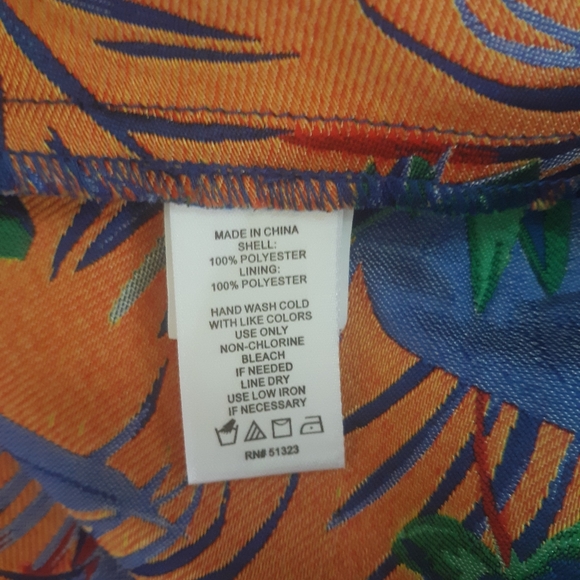 MADE IN CHINA
SHELL:
100% POLYESTER
LINING:
100% POLYESTER
HAND WASH COLD
WITH LIKE COLORS
USE ONLY
NON-CHLORINE
BLEACH
IF NEEDED
LINE DRY
USE LOW IRON
IF NECESSARY
RN# 51323